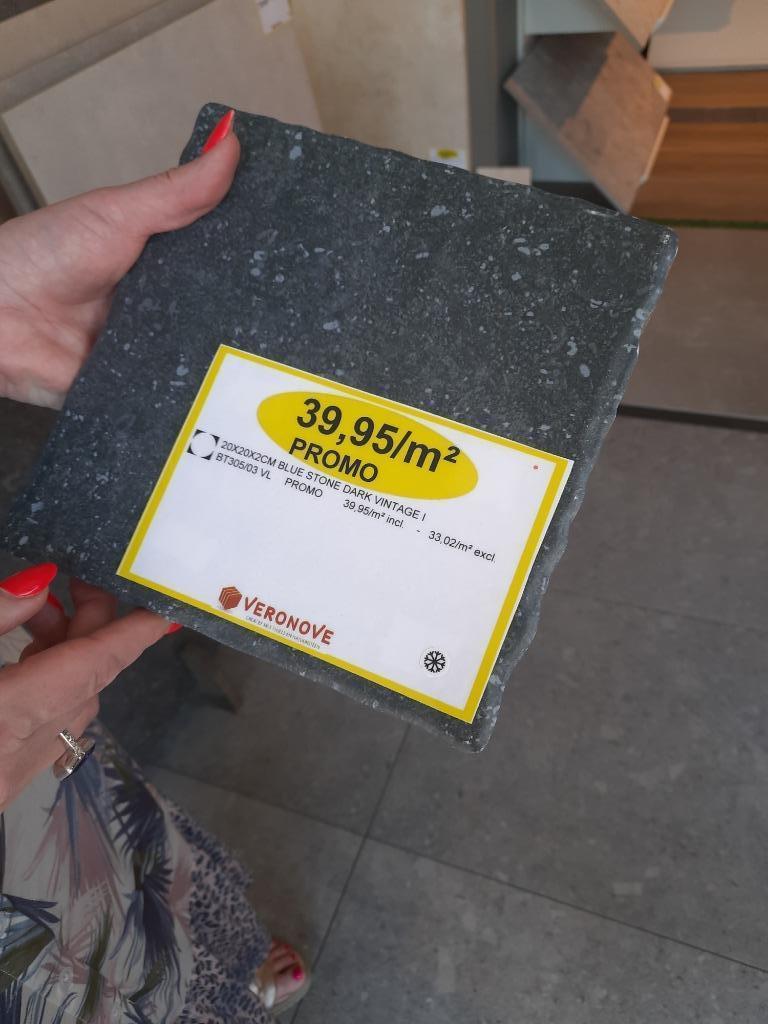 39,95/m²
PROMO
20X20X2CM BLUE STONE DARK VINTAGE I
BT305/03 VL PROMO 39,95/m² incl. - 33,02/m² excl.
VERONOVE